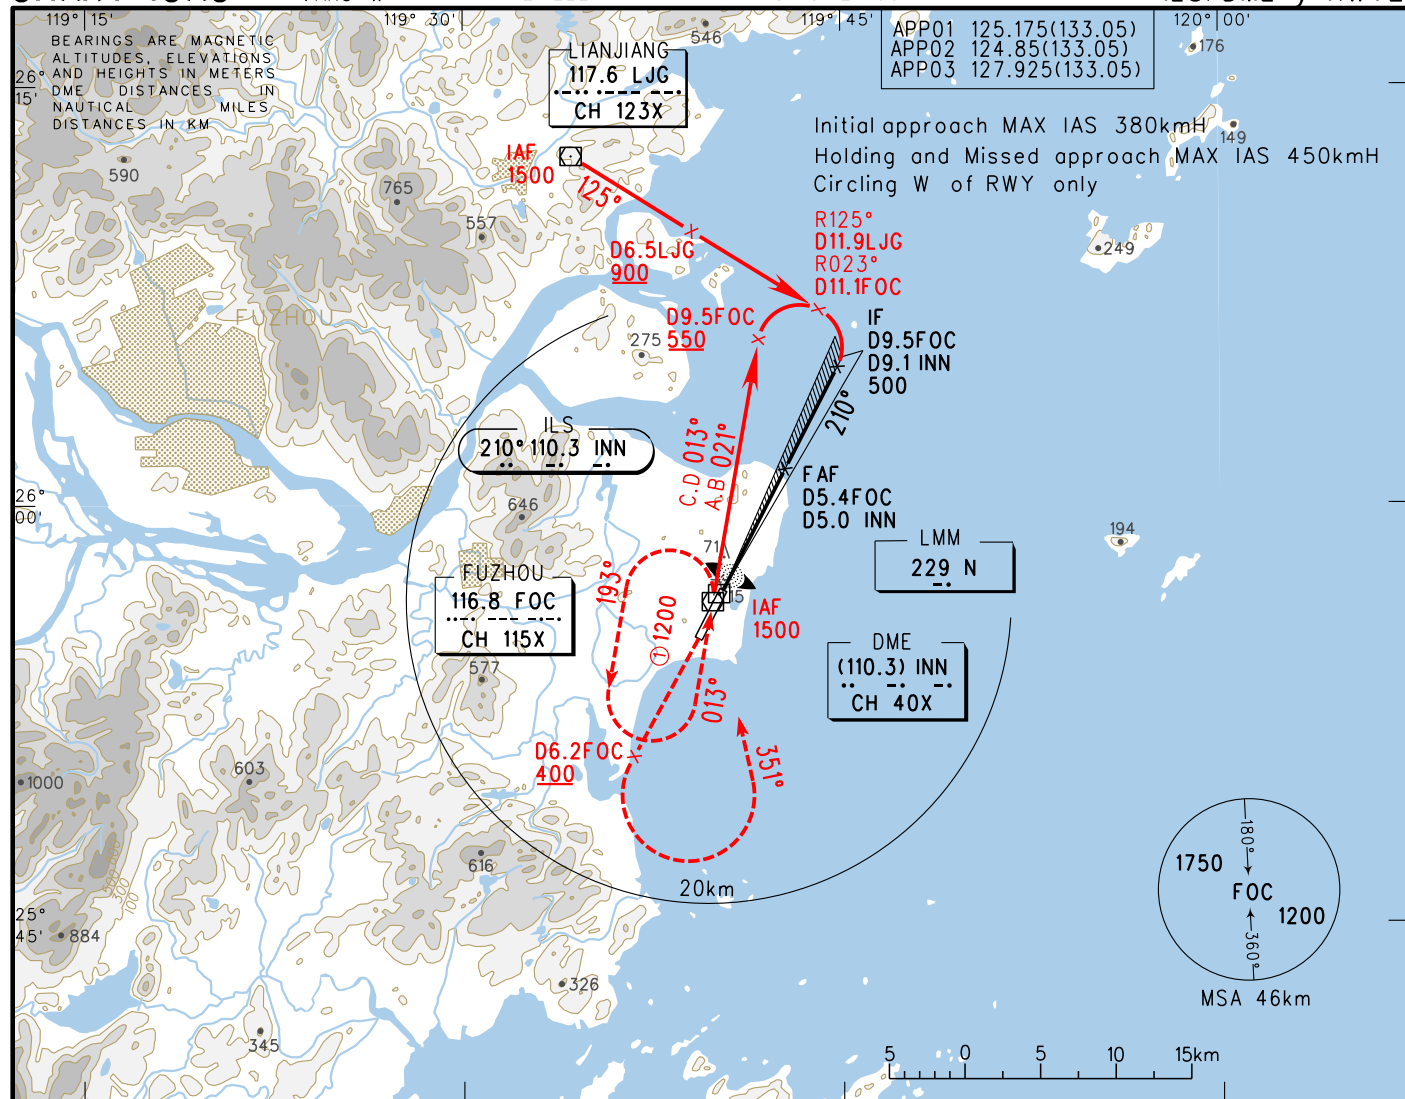 119° 15'
119° 30'
119° 45'
120° 00'
BEARINGS ARE MAGNETIC
ALTITUDES, ELEVATIONS
AND HEIGHTS IN METERS
DME DISTANCES IN
NAUTICAL MILES
DISTANCES IN KM
546
176
APP01 125.175(133.05)
APP02 124.85(133.05)
APP03 127.925(133.05)
LIANJIANG
117.6 LJG
CH 123X
26°
15'
Initial approach MAX IAS 380kmH
149
Holding and Missed approach MAX IAS 450kmH
Circling W of RWY only
IAF
1500
125°
590
765
557
R125°
D11.9LJG
R023°
D11.1FOC
249
D6.5LJG
900
FUZHOU
D9.5FOC
550
275
IF
D9.5FOC
D9.1 INN
500
210°
ILS
210° 110.3 INN
C.D 013°
A.B 021°
FAF
D5.4FOC
D5.0 INN
26°
00'
646
194
LMM
229 N
71
15
FUZHOU
116.8 FOC
CH 115X
193°
① 1200
IAF
1500
DME
(110.3) INN
CH 40X
577
013°
D6.2FOC
400
351°
1000
603
616
20km
500
300
100
180°
1750
FOC
1200
360°
MSA 46km
25°
45'
884
326
345
5 0 5 10 15km